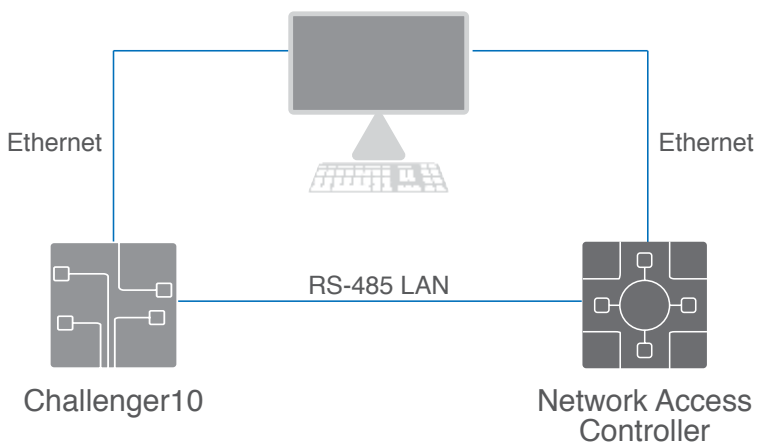 Ethernet
Ethernet
RS-485 LAN
Challenger10
Network Access
Controller